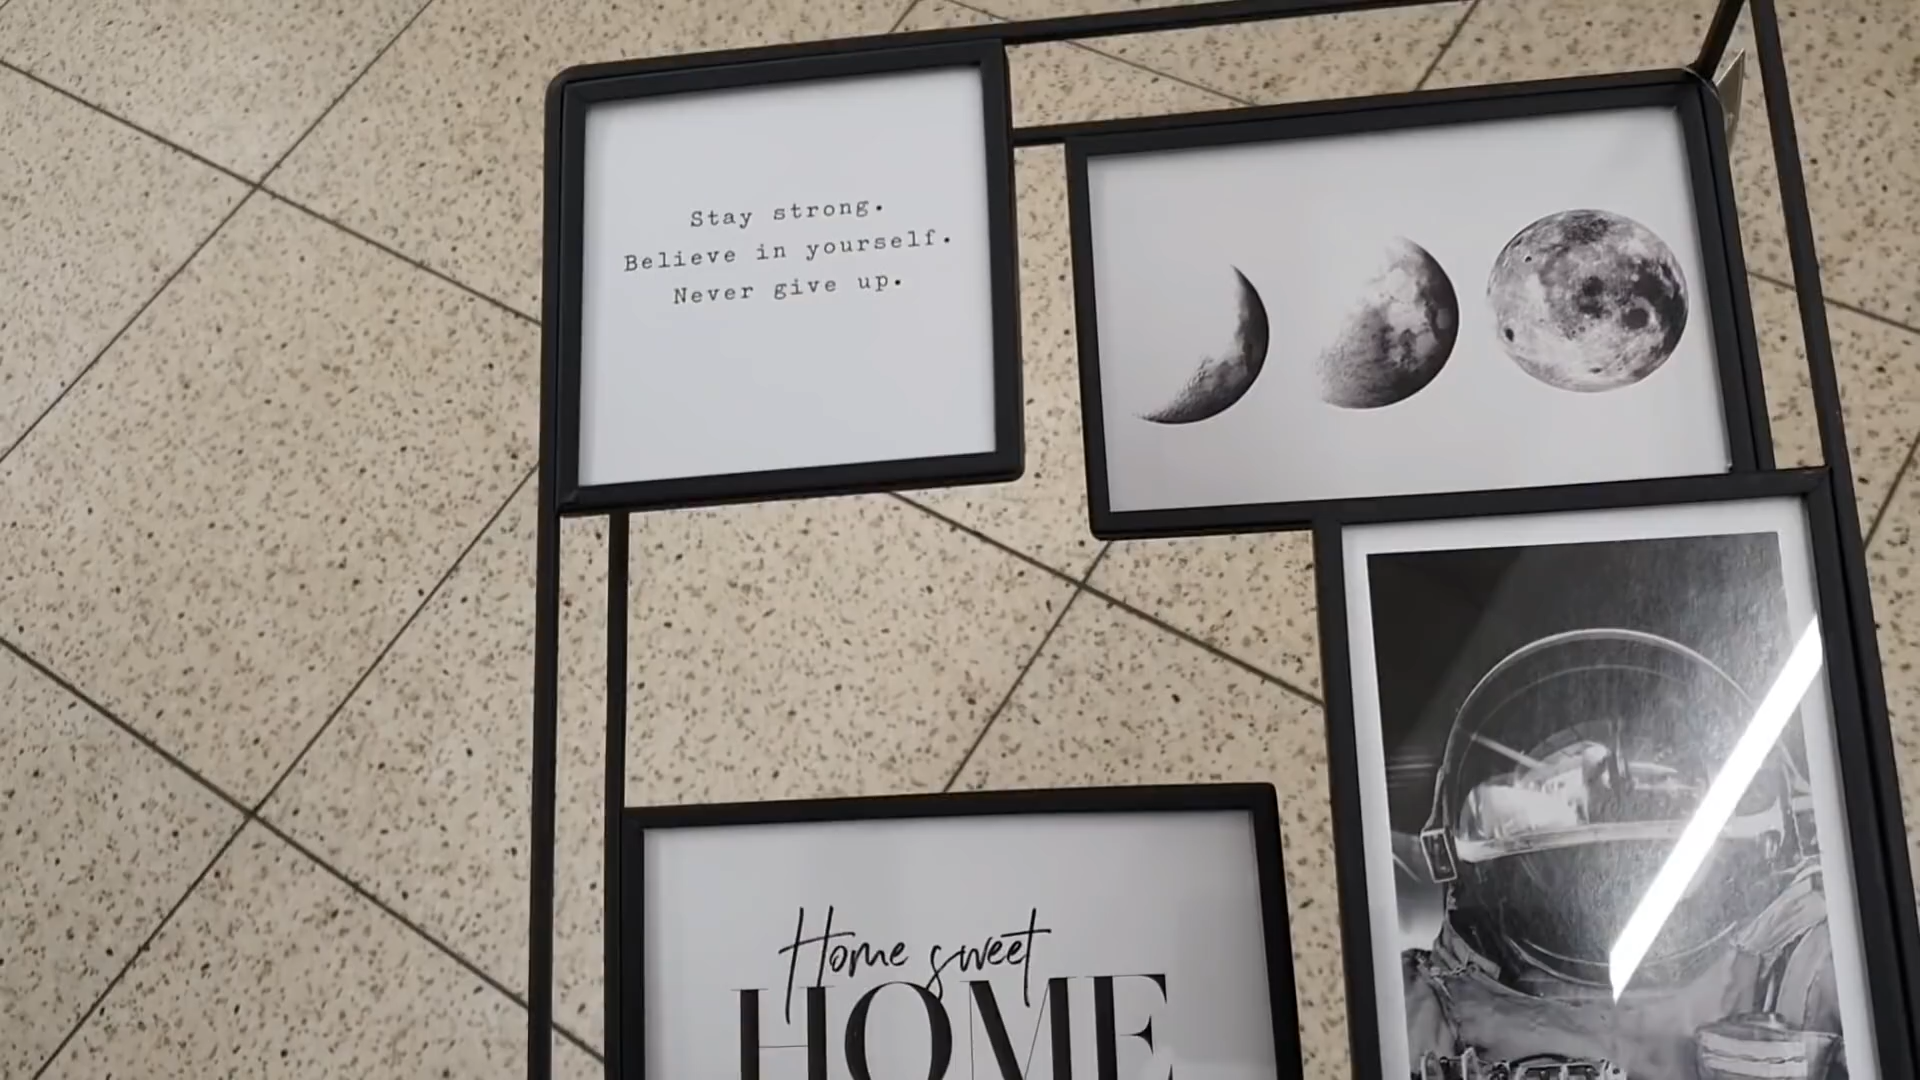 Stay strong.
Believe in yourself.
Never give up.
Home sweet
HOME